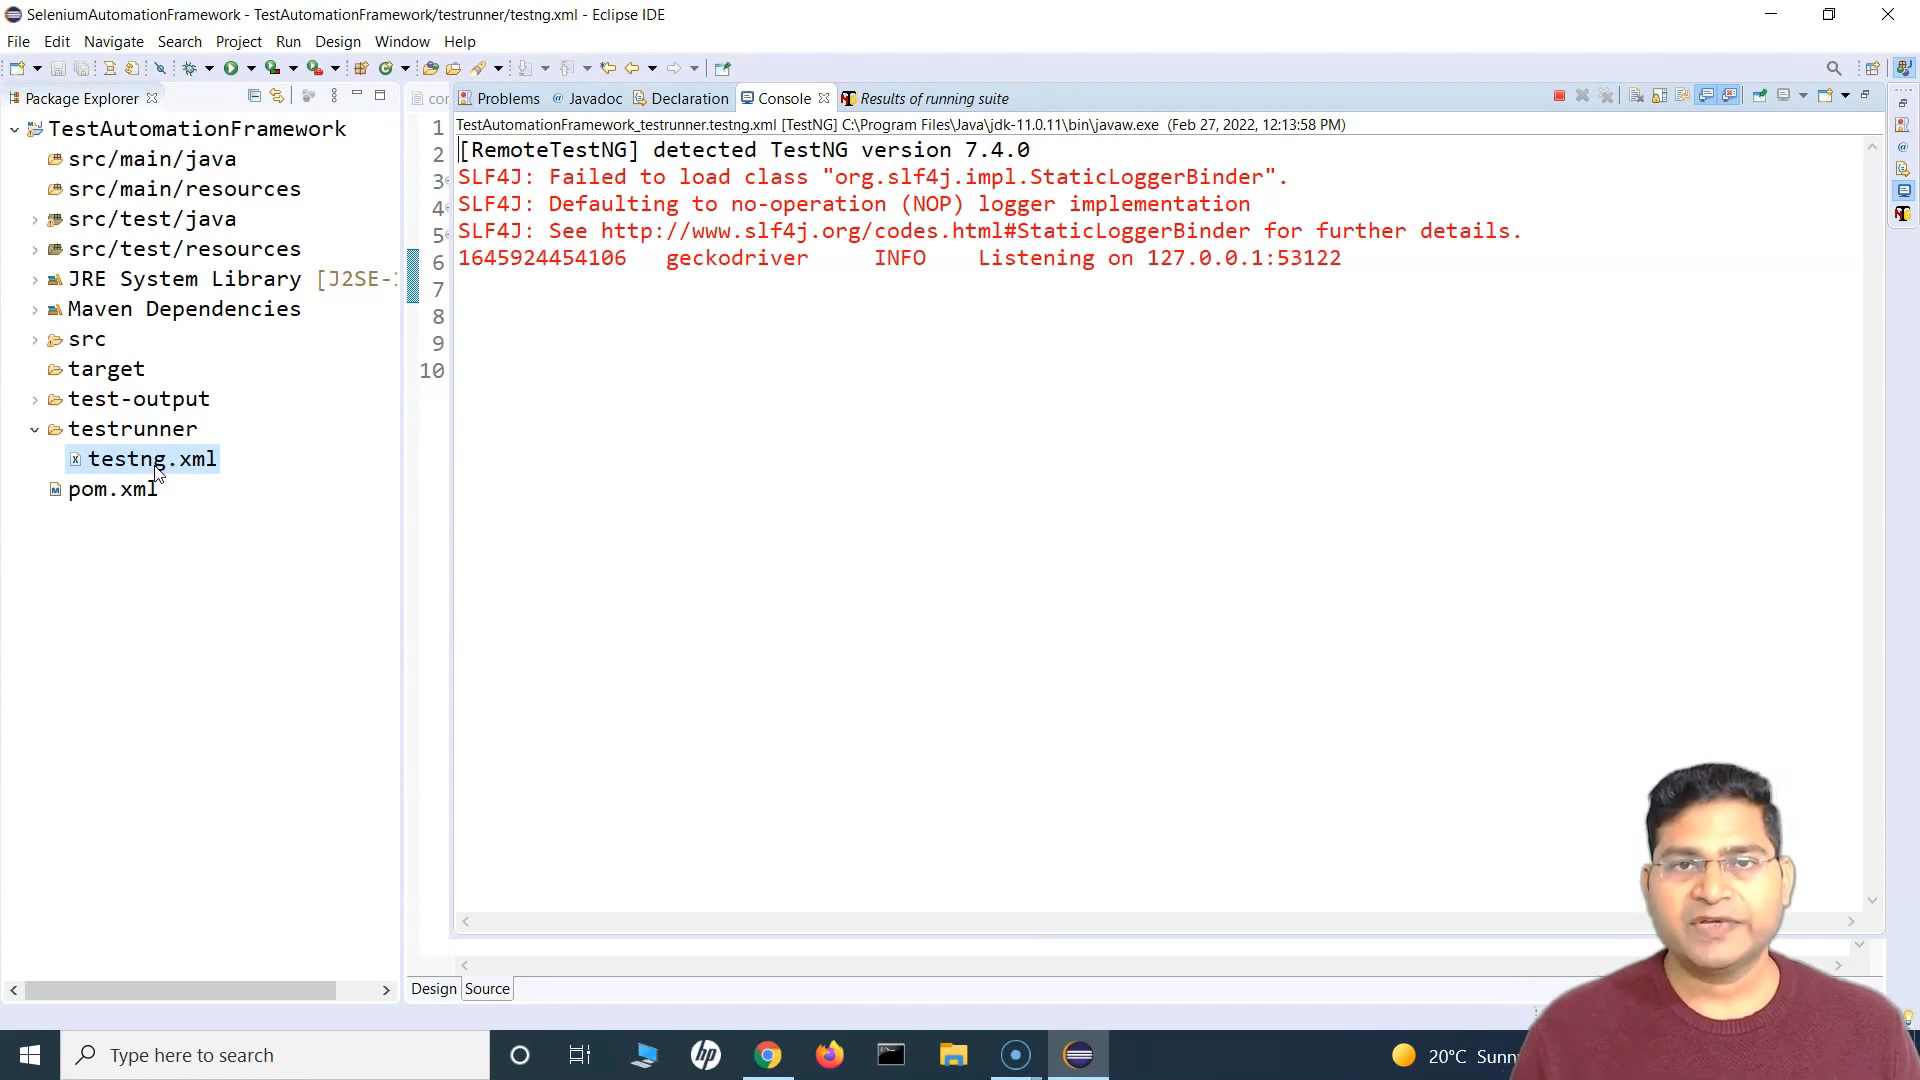 SeleniumAutomationFramework - TestAutomationFramework/testrunner/testng.xml - Eclipse IDE
File Edit Navigate Search Project Run Design Window Help
Package Explorer
TestAutomationFramework
src/main/java
src/main/resources
src/test/java
src/test/resources
JRE System Library [J2SE-
Maven Dependencies
src
target
test-output
testrunner
testng.xml
pom.xml
Problems Javadoc Declaration Console Results of running suite
TestAutomationFramework_testrunner.testng.xml [TestNG] C:\Program Files\Java\jdk-11.0.11\bin\javaw.exe (Feb 27, 2022, 12:13:58 PM)
1
2
3
4
5
6
7
8
9
10
[RemoteTestNG] detected TestNG version 7.4.0
SLF4J: Failed to load class "org.slf4j.impl.StaticLoggerBinder".
SLF4J: Defaulting to no-operation (NOP) logger implementation
SLF4J: See http://www.slf4j.org/codes.html#StaticLoggerBinder for further details.
1645924454106 geckodriver INFO Listening on 127.0.0.1:53122
Design Source
Type here to search
hp
20°C Sunny